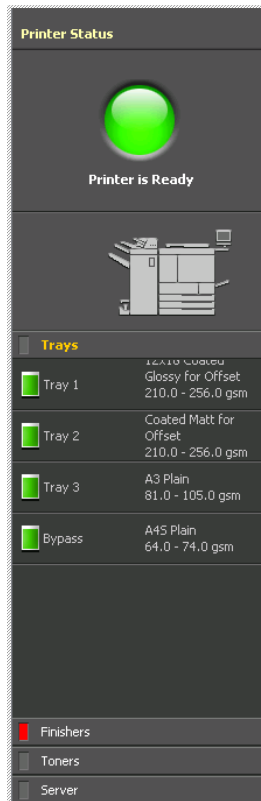 Printer Status
Printer is Ready
Trays
12X18 Coated
Tray 1
Glossy for Offset
210.0 - 256.0 gsm
Tray 2
Coated Matt for
Offset
210.0 - 256.0 gsm
Tray 3
A3 Plain
81.0 - 105.0 gsm
Bypass
A4S Plain
64.0 - 74.0 gsm
Finishers
Toners
Server